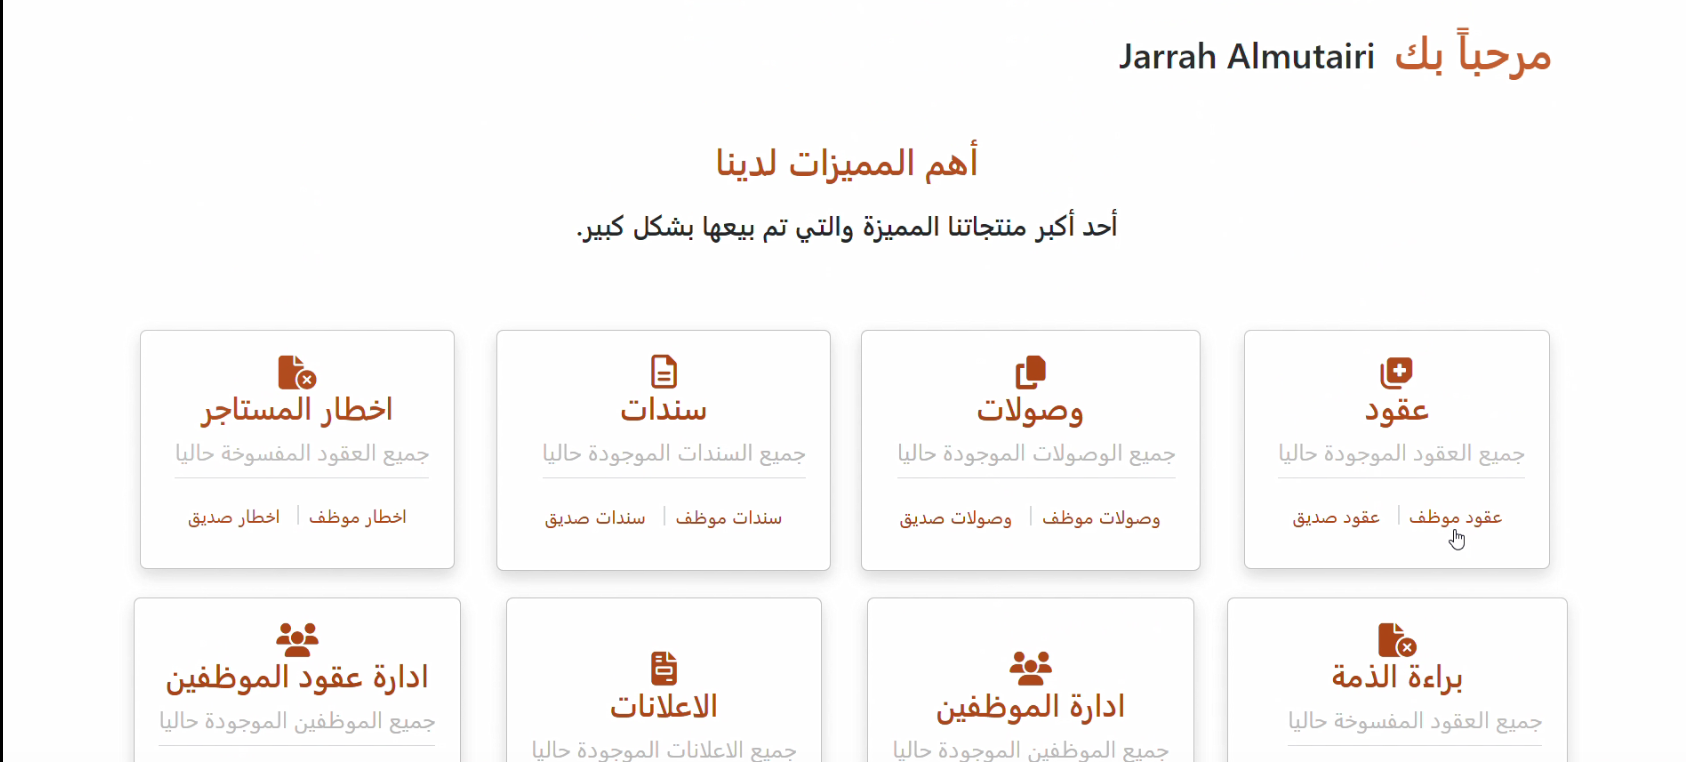 مرحباً بك Jarrah Almutairi
أهم المميزات لدينا
أحد أكبر منتجاتنا المميزة والتي تم بيعها بشكل كبير.
عقود
جميع العقود الموجودة حاليا
عقود موظف | عقود صديق
وصولات
جميع الوصولات الموجودة حاليا
وصولات موظف | وصولات صديق
سندات
جميع السندات الموجودة حاليا
سندات موظف | سندات صديق
اخطار المستاجر
جميع العقود المفسوخة حاليا
اخطار موظف | اخطار صديق
براءة الذمة
جميع العقود المفسوخة حاليا
ادارة الموظفين
جميع الموظفين الموجودة حاليا
الاعلانات
جميع الاعلانات الموجودة حاليا
ادارة عقود الموظفين
جميع الموظفين الموجودة حاليا